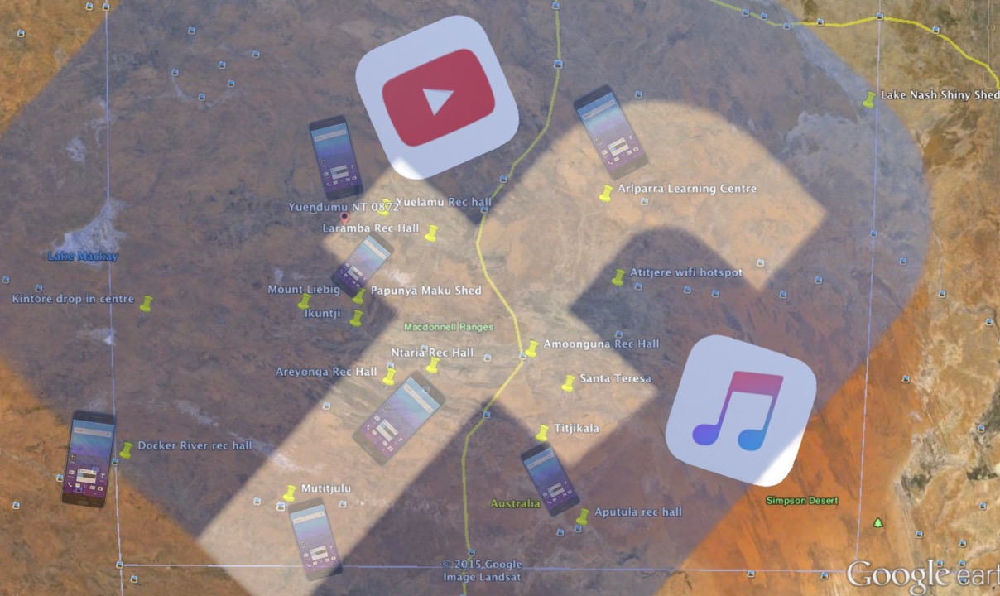 Lake Nash Shiny Shed
Arlparra Learning Centre
Yuelamu Rec hall
Yuendumu NT 0872
Laramba Rec Hall
Lake Mackay
Atitjere wifi hotspot
Mount Liebig
Papunya Maku Shed
Kintore drop in centre
Ikuntji
Macdonnell Ranges
Amoonguna Rec Hall
Ntaria Rec Hall
Areyonga Rec Hall
Santa Teresa
Titjikala
Docker River rec hall
Mutitjulu
Australia
Simpson Desert
Aputula rec hall
© 2015 Google
Image Landsat
Google eart